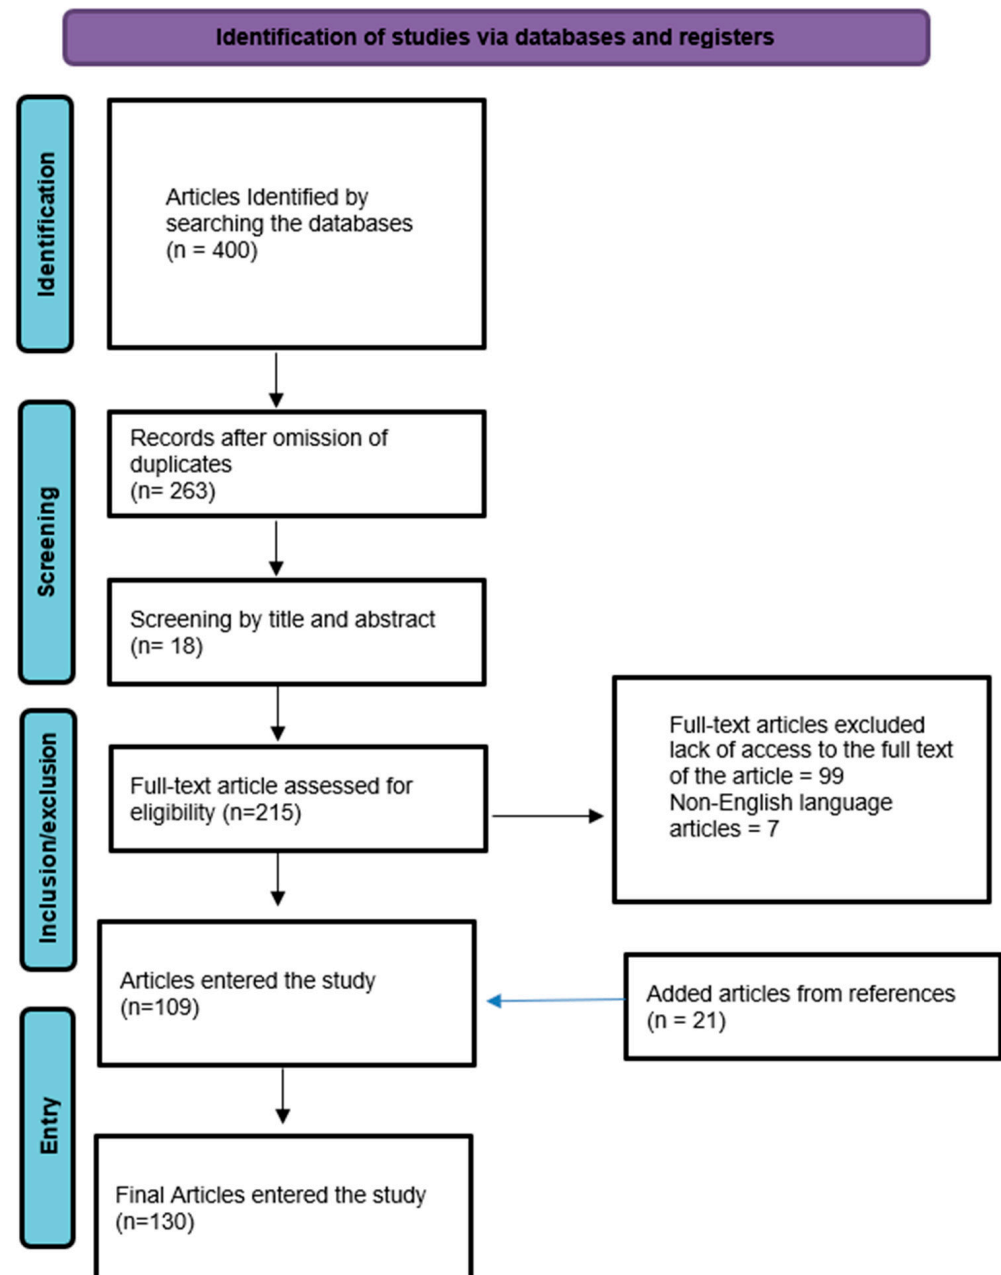 Identification of studies via databases and registers
Identification
Articles Identified by
searching the databases
(n = 400)
Screening
Records after omission of
duplicates
(n= 263)
Screening by title and abstract
(n= 18)
Inclusion/exclusion
Full-text article assessed for
eligibility (n=215)
Full-text articles excluded
lack of access to the full text
of the article = 99
Non-English language
articles = 7
Articles entered the study
(n=109)
Added articles from references
(n = 21)
Entry
Final Articles entered the study
(n=130)